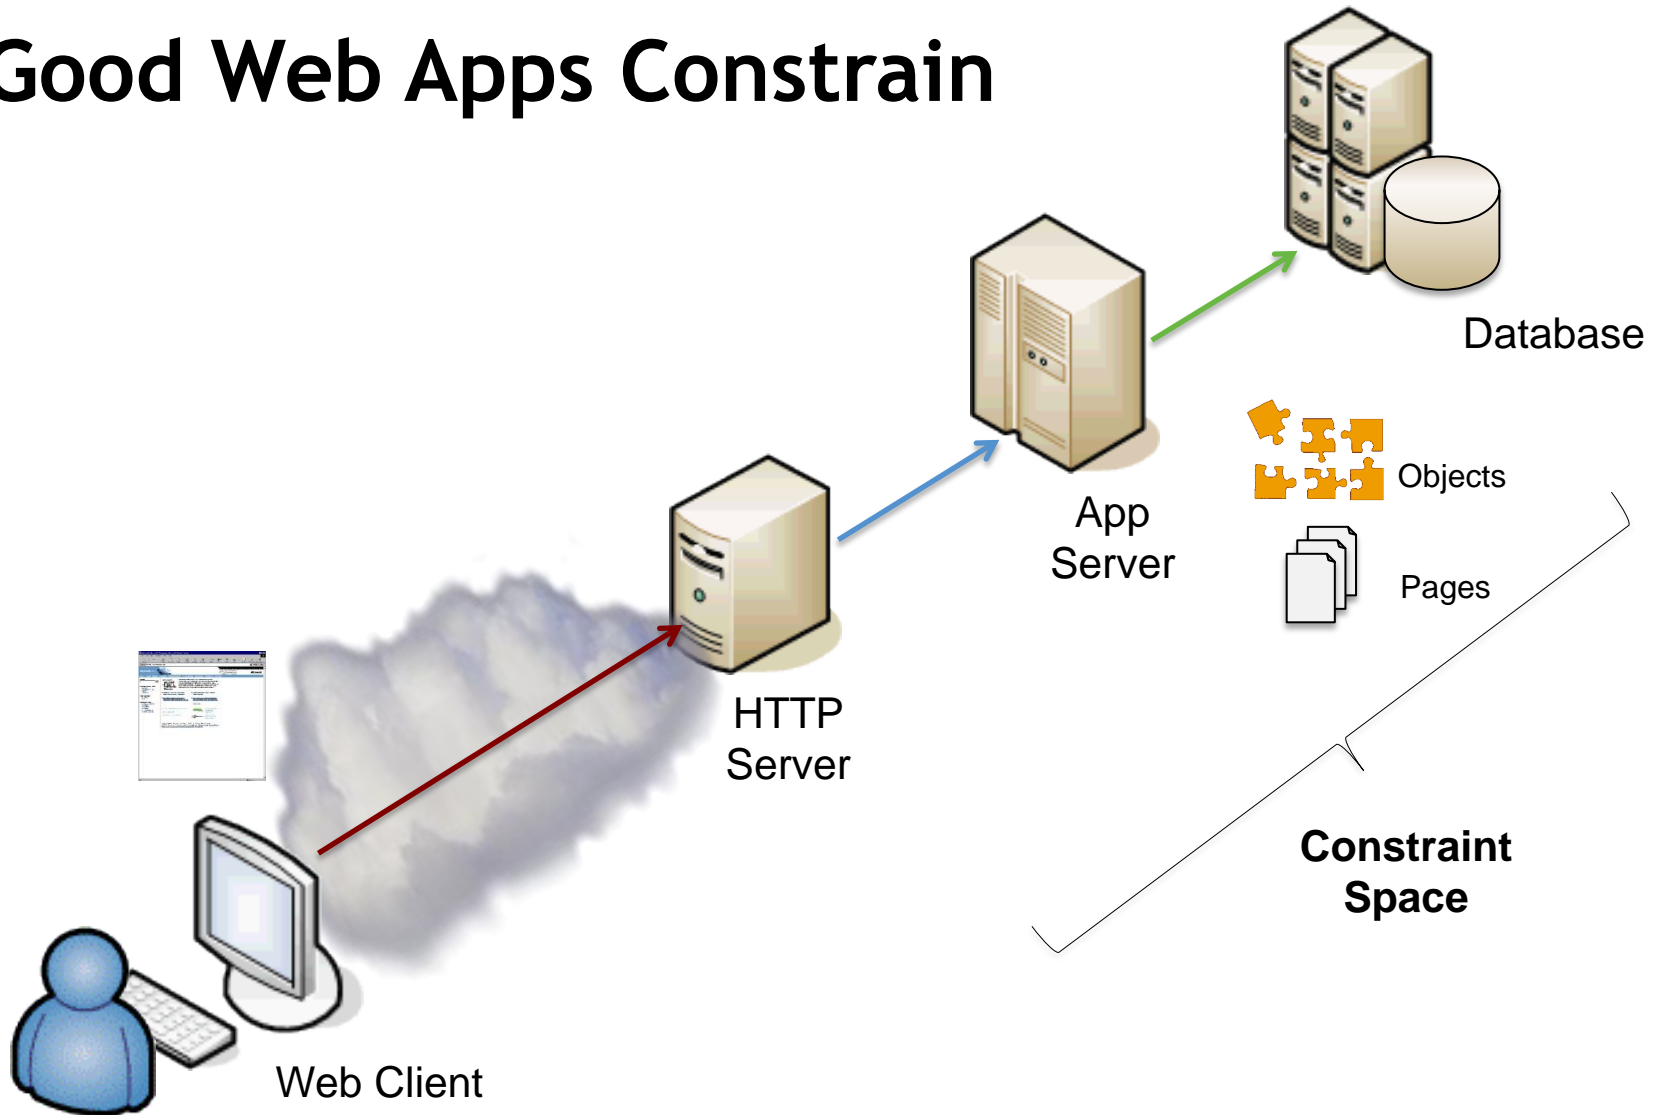 Good Web Apps Constrain
Database
Objects
App
Server
Pages
HTTP
Server
Constraint
Space
Web Client